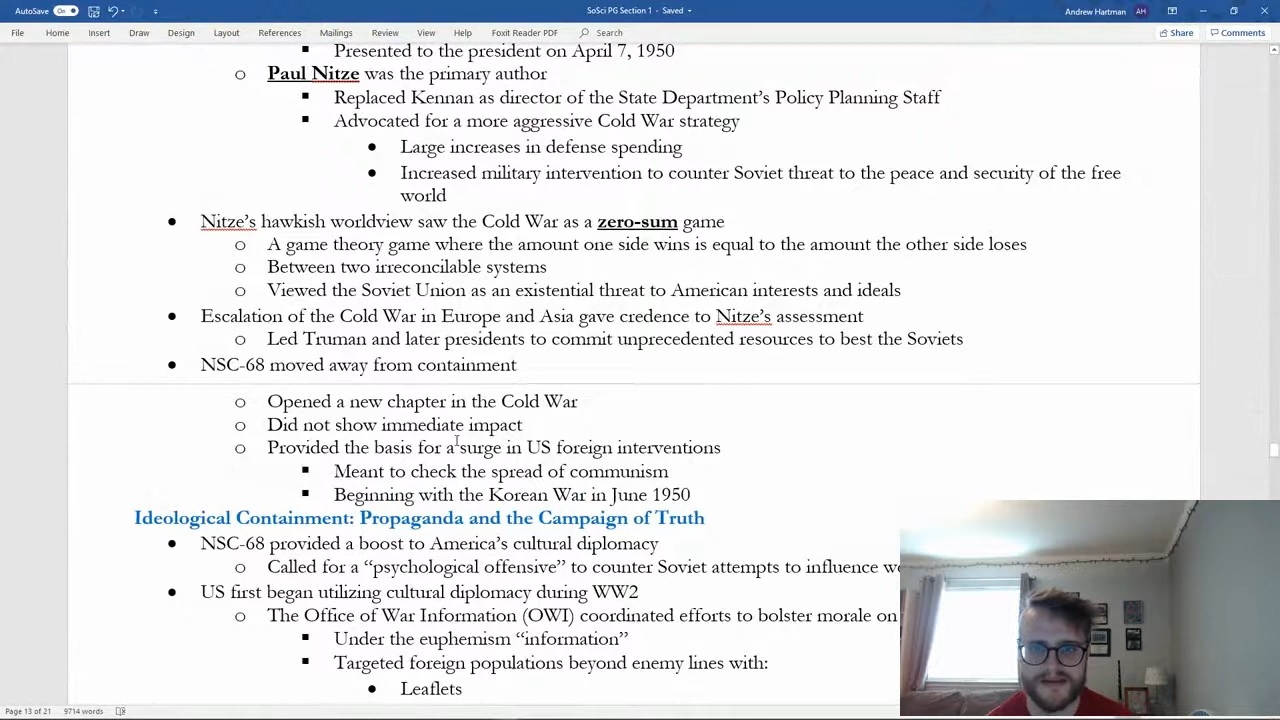 AutoSave On
SoSci PG Section 1 - Saved
Andrew Hartman AH
File Home Insert Draw Design Layout References Mailings Review View Help Foxit Reader PDF Search Share Comments
Presented to the president on April 7, 1950
Paul Nitze was the primary author
Replaced Kennan as director of the State Department’s Policy Planning Staff
Advocated for a more aggressive Cold War strategy
Large increases in defense spending
Increased military intervention to counter Soviet threat to the peace and security of the free
world
Nitze’s hawkish worldview saw the Cold War as a zero-sum game
A game theory game where the amount one side wins is equal to the amount the other side loses
Between two irreconcilable systems
Viewed the Soviet Union as an existential threat to American interests and ideals
Escalation of the Cold War in Europe and Asia gave credence to Nitze’s assessment
Led Truman and later presidents to commit unprecedented resources to best the Soviets
NSC-68 moved away from containment
Opened a new chapter in the Cold War
Did not show immediate impact
Provided the basis for a surge in US foreign interventions
Meant to check the spread of communism
Beginning with the Korean War in June 1950
Ideological Containment: Propaganda and the Campaign of Truth
NSC-68 provided a boost to America’s cultural diplomacy
Called for a “psychological offensive” to counter Soviet attempts to influence
US first began utilizing cultural diplomacy during WW2
The Office of War Information (OWI) coordinated efforts to bolster morale on
Under the euphemism “information”
Targeted foreign populations beyond enemy lines with:
Leaflets
Page 13 of 21 9714 words